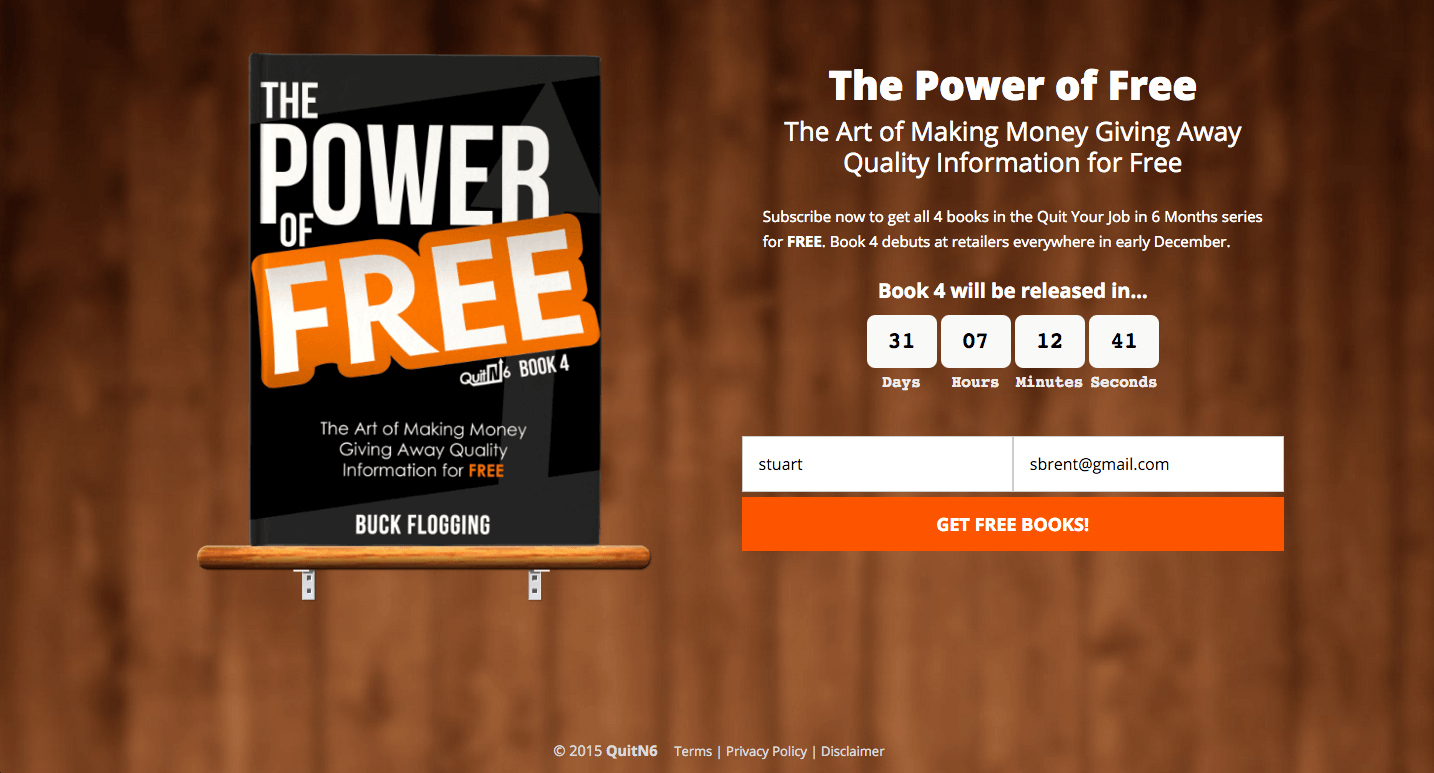 THE
POWER
OF
FREE
QuitN6 BOOK 4
The Art of Making Money
Giving Away Quality
Information for FREE
BUCK FLOGGING
The Power of Free
The Art of Making Money Giving Away
Quality Information for Free
Subscribe now to get all 4 books in the Quit Your Job in 6 Months series
for FREE. Book 4 debuts at retailers everywhere in early December.
Book 4 will be released in...
31 07 12 41
Days Hours Minutes Seconds
stuart sbrent@gmail.com
GET FREE BOOKS!
© 2015 QuitN6 Terms | Privacy Policy | Disclaimer